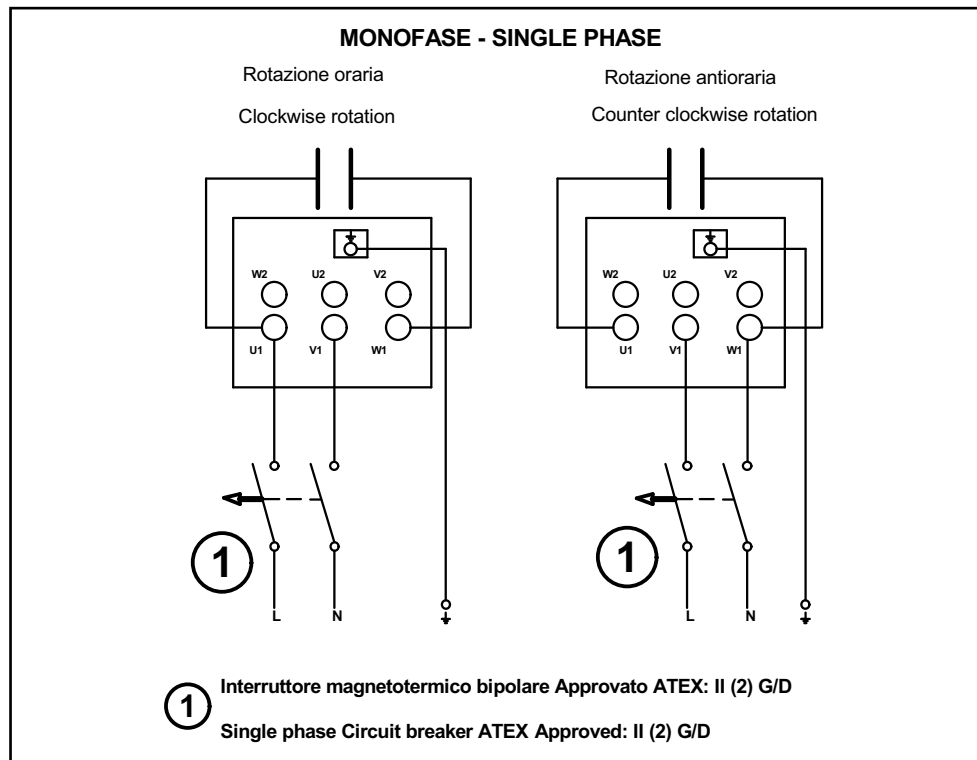 MONOFASE - SINGLE PHASE
Rotazione oraria
Clockwise rotation
W2 U2 V2
U1 V1 W1
1
L N
Rotazione antioraria
Counter clockwise rotation
W2 U2 V2
U1 V1 W1
1
L N
1
Interruttore magnetotermico bipolare Approvato ATEX: II (2) G/D
Single phase Circuit breaker ATEX Approved: II (2) G/D